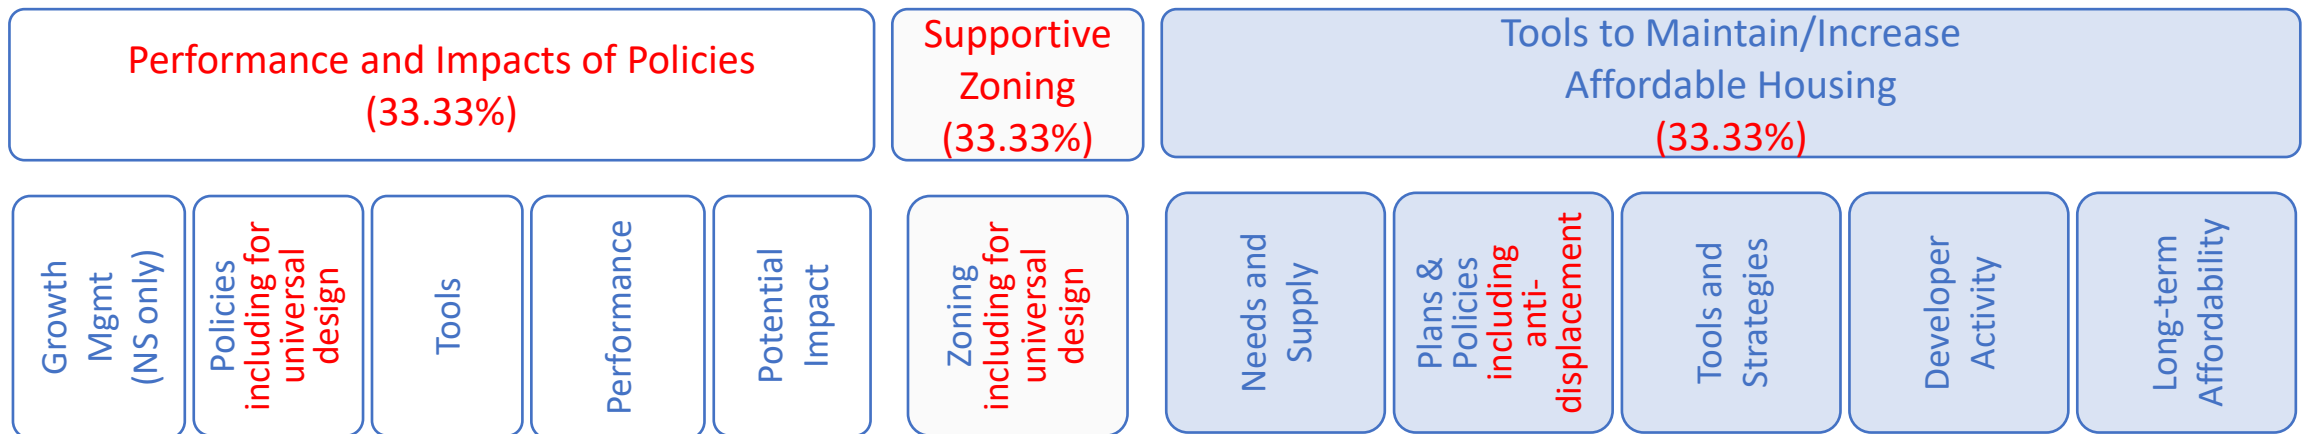 Performance and Impacts of Policies
(33.33%)
Supportive
Zoning
(33.33%)
Tools to Maintain/Increase
Affordable Housing
(33.33%)
Growth
Mgmt
(NS only)
Policies
including for
universal
design
Tools
Performance
Potential
Impact
Zoning
including for
universal
design
Needs and
Supply
Plans &
Policies
including
anti-
displacement
Tools and
Strategies
Developer
Activity
Long-term
Affordability